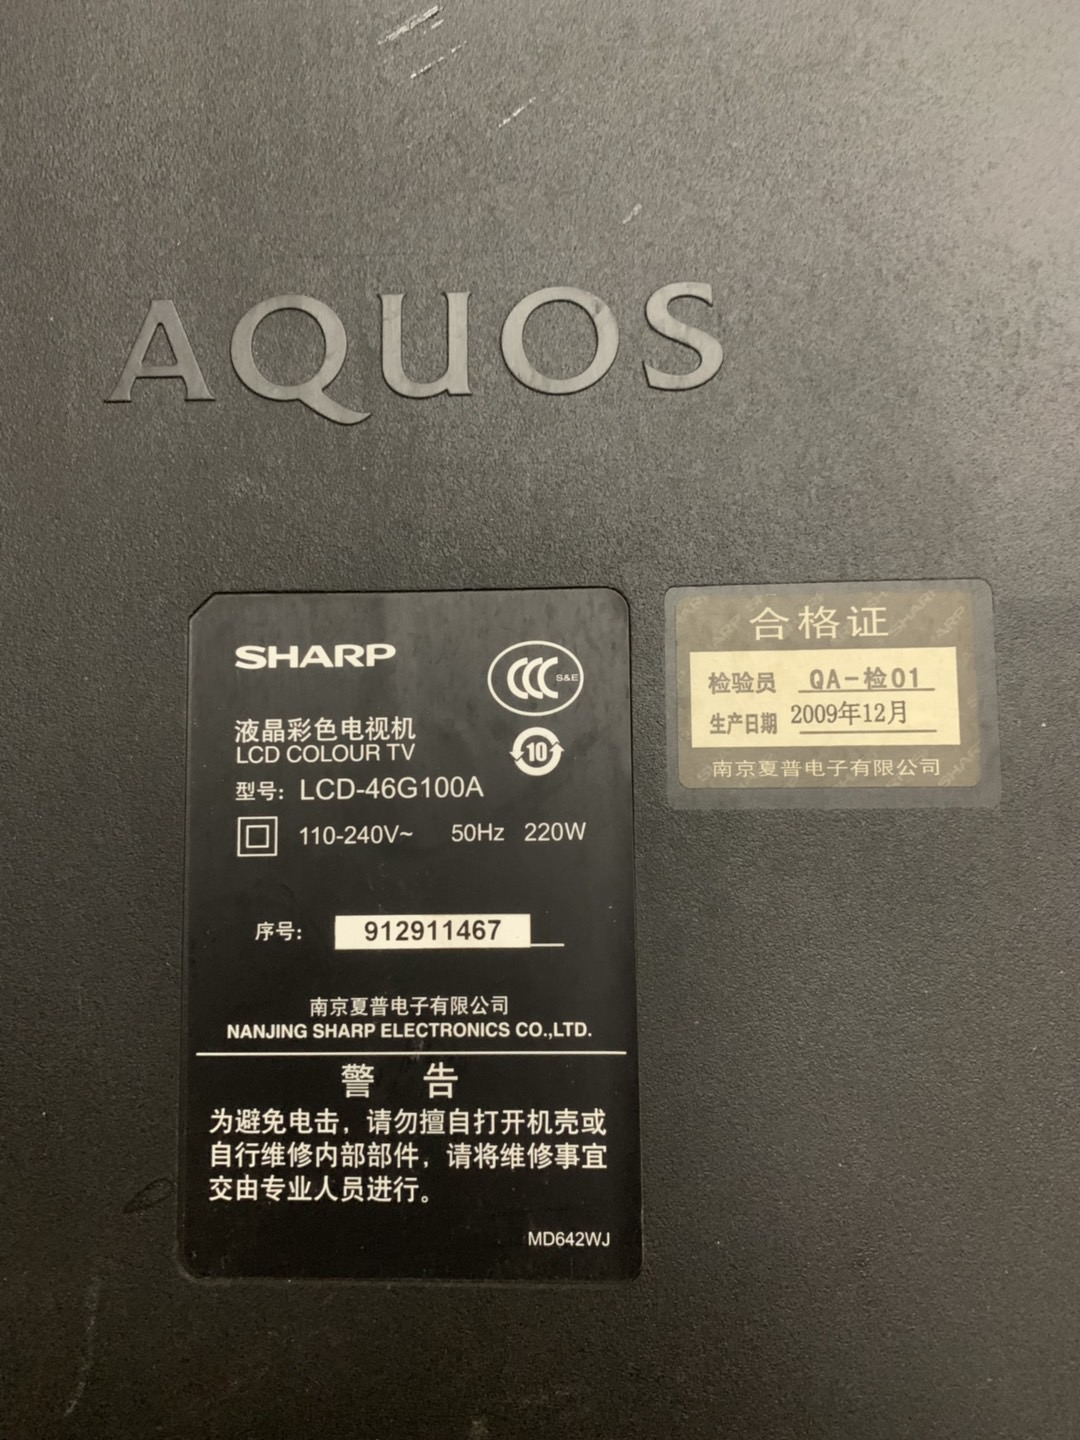 AQUOS
SHARP
CCC S&E
液晶彩色电视机
LCD COLOUR TV
10
型号: LCD-46G100A
110-240V~ 50Hz 220W
序号: 912911467
南京夏普电子有限公司
NANJING SHARP ELECTRONICS CO.,LTD.
警 告
为避免电击，请勿擅自打开机壳或
自行维修内部部件，请将维修事宜
交由专业人员进行。
MD642WJ
合格证
检验员 QA-检01
生产日期 2009年12月
南京夏普电子有限公司